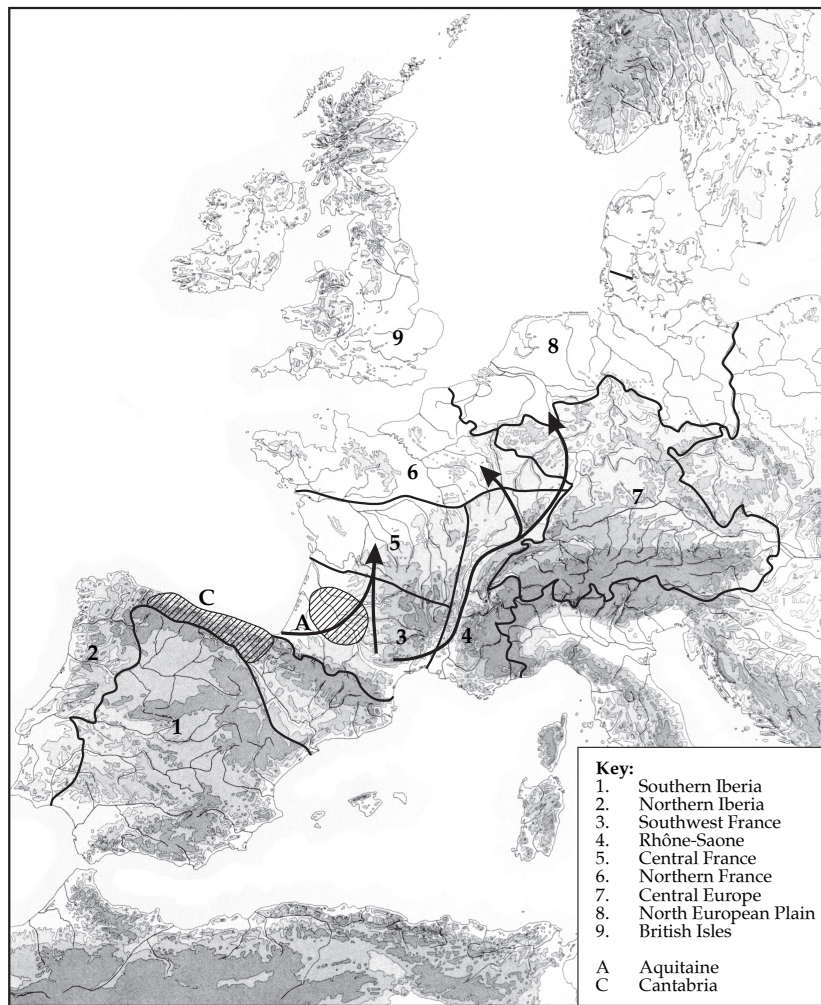 C
9
8
6
7
5
A
3
4
2
1
Key:
1. Southern Iberia
2. Northern Iberia
3. Southwest France
4. Rhône-Saone
5. Central France
6. Northern France
7. Central Europe
8. North European Plain
9. British Isles
A Aquitaine
C Cantabria